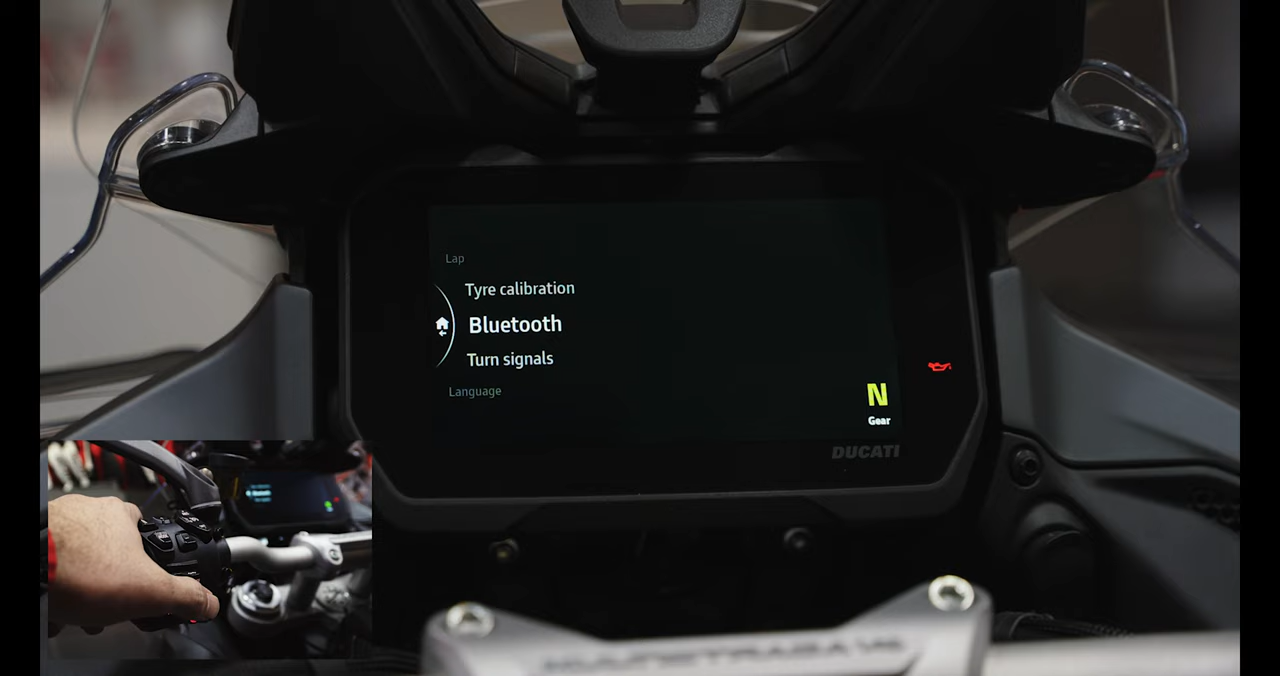 Lap
Tyre calibration
Bluetooth
Turn signals
Language
N
Gear
DUCATI